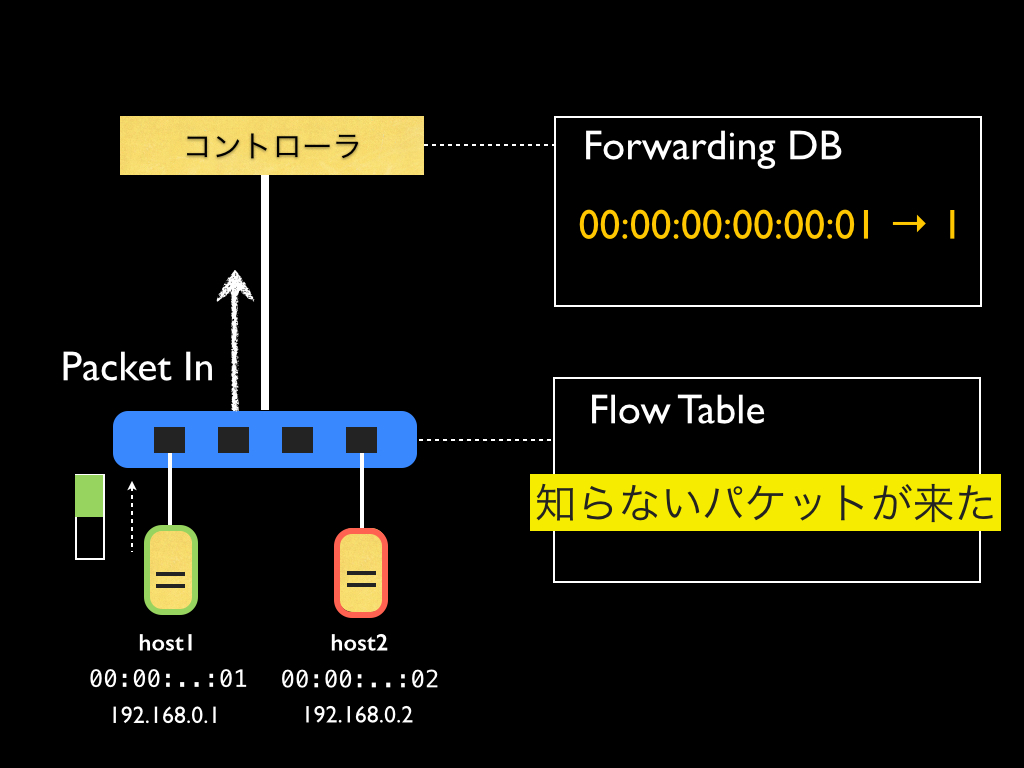 コントローラ
Forwarding DB
00:00:00:00:00:01 → 1
Packet In
Flow Table
知らないパケットが来た
host1
host2
00:00:..:01
00:00:..:02
192.168.0.1
192.168.0.2